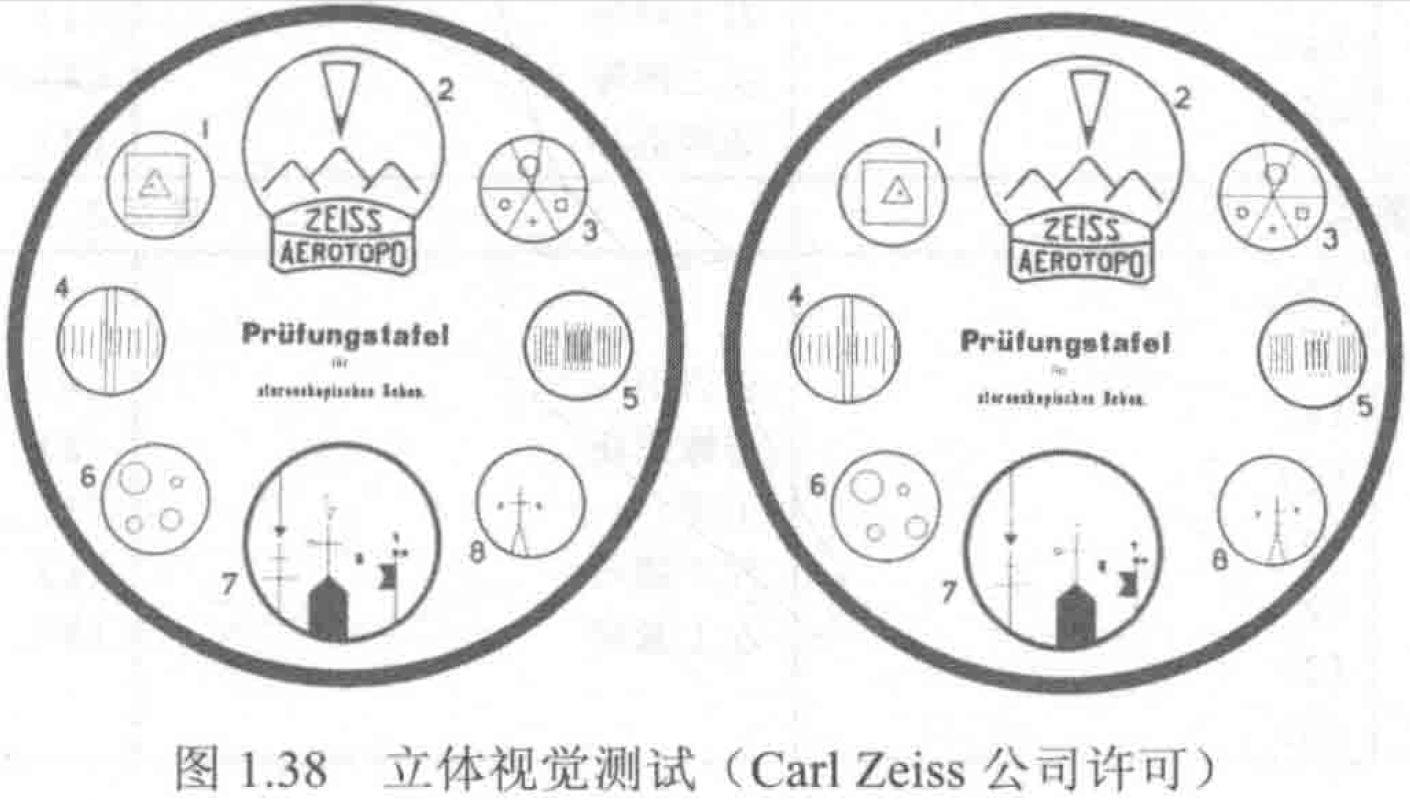 1
2
ZEISS
AEROTOPO
3
4
Prüfungstafel
für
stereoskopisches Sehen.
5
6
7
8
1
2
ZEISS
AEROTOPO
3
4
Prüfungstafel
für
stereoskopisches Sehen.
5
6
7
8
图 1.38 立体视觉测试（Carl Zeiss 公司许可）